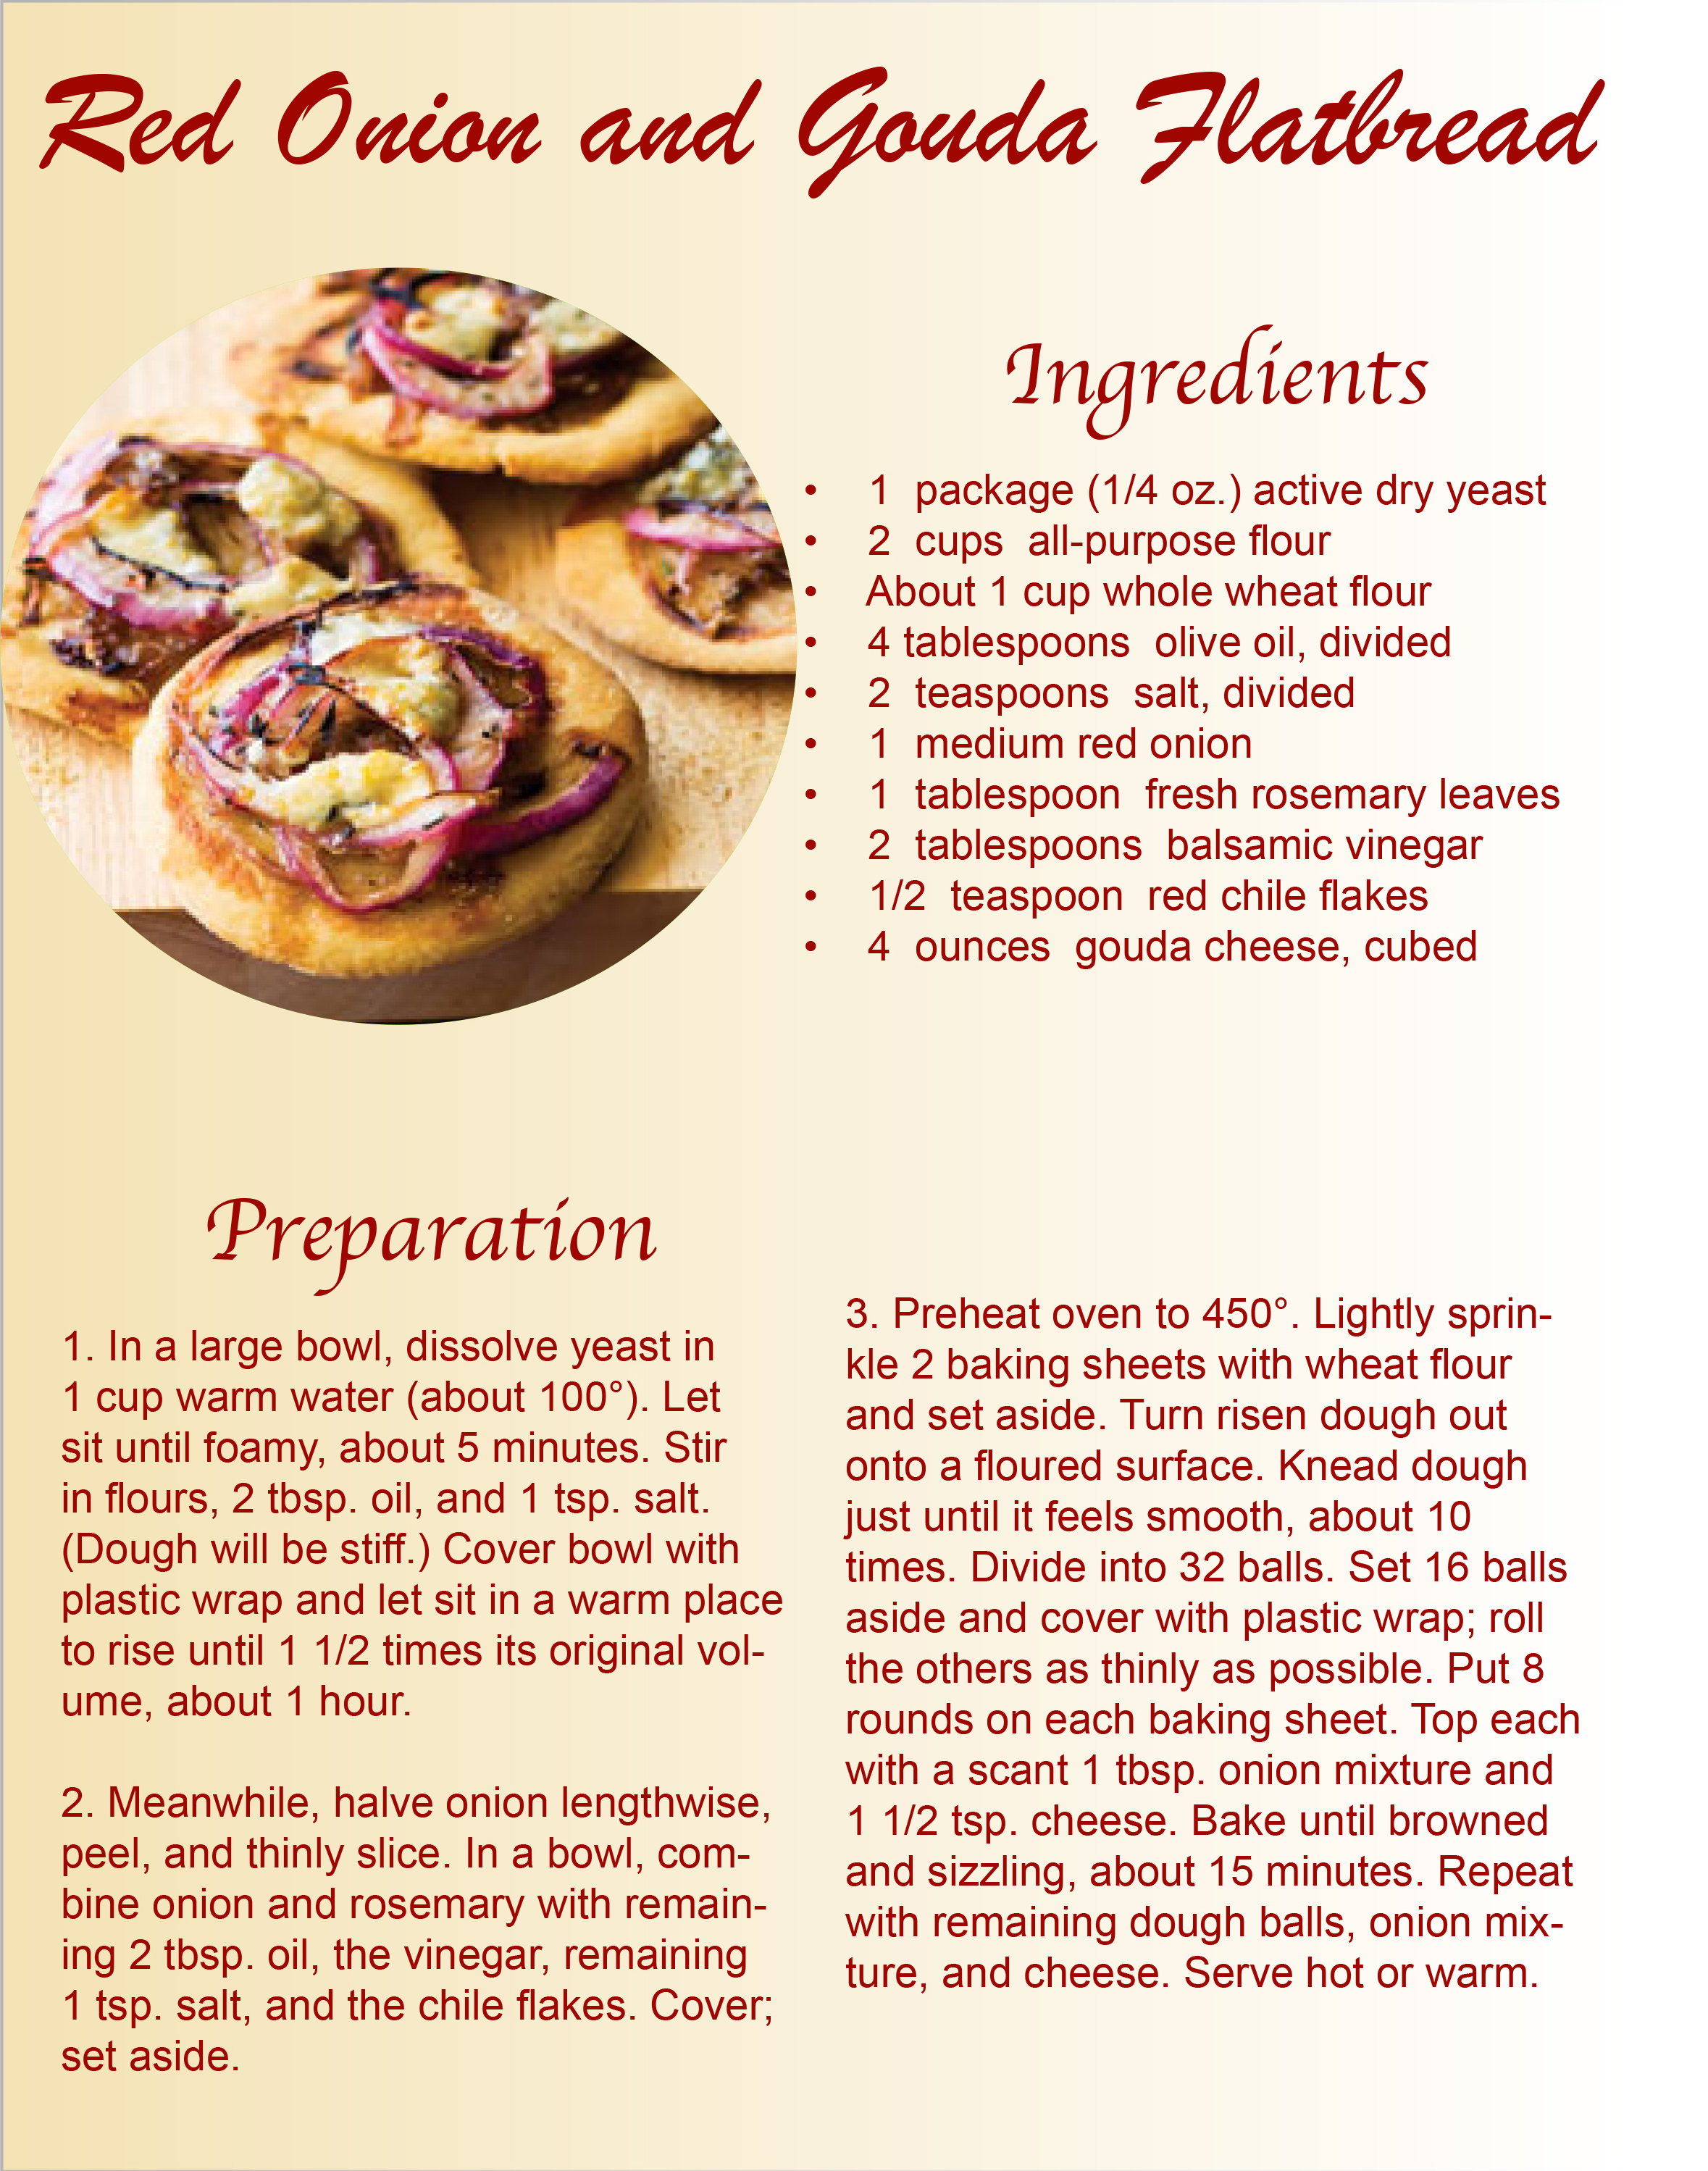 Red Onion and Gouda Flatbread
Ingredients
• 1 package (1/4 oz.) active dry yeast
• 2 cups all-purpose flour
• About 1 cup whole wheat flour
• 4 tablespoons olive oil, divided
• 2 teaspoons salt, divided
• 1 medium red onion
• 1 tablespoon fresh rosemary leaves
• 2 tablespoons balsamic vinegar
• 1/2 teaspoon red chile flakes
• 4 ounces gouda cheese, cubed
Preparation
1. In a large bowl, dissolve yeast in
1 cup warm water (about 100°). Let
sit until foamy, about 5 minutes. Stir
in flours, 2 tbsp. oil, and 1 tsp. salt.
(Dough will be stiff.) Cover bowl with
plastic wrap and let sit in a warm place
to rise until 1 1/2 times its original vol-
ume, about 1 hour.
2. Meanwhile, halve onion lengthwise,
peel, and thinly slice. In a bowl, com-
bine onion and rosemary with remain-
ing 2 tbsp. oil, the vinegar, remaining
1 tsp. salt, and the chile flakes. Cover;
set aside.
3. Preheat oven to 450°. Lightly sprin-
kle 2 baking sheets with wheat flour
and set aside. Turn risen dough out
onto a floured surface. Knead dough
just until it feels smooth, about 10
times. Divide into 32 balls. Set 16 balls
aside and cover with plastic wrap; roll
the others as thinly as possible. Put 8
rounds on each baking sheet. Top each
with a scant 1 tbsp. onion mixture and
1 1/2 tsp. cheese. Bake until browned
and sizzling, about 15 minutes. Repeat
with remaining dough balls, onion mix-
ture, and cheese. Serve hot or warm.